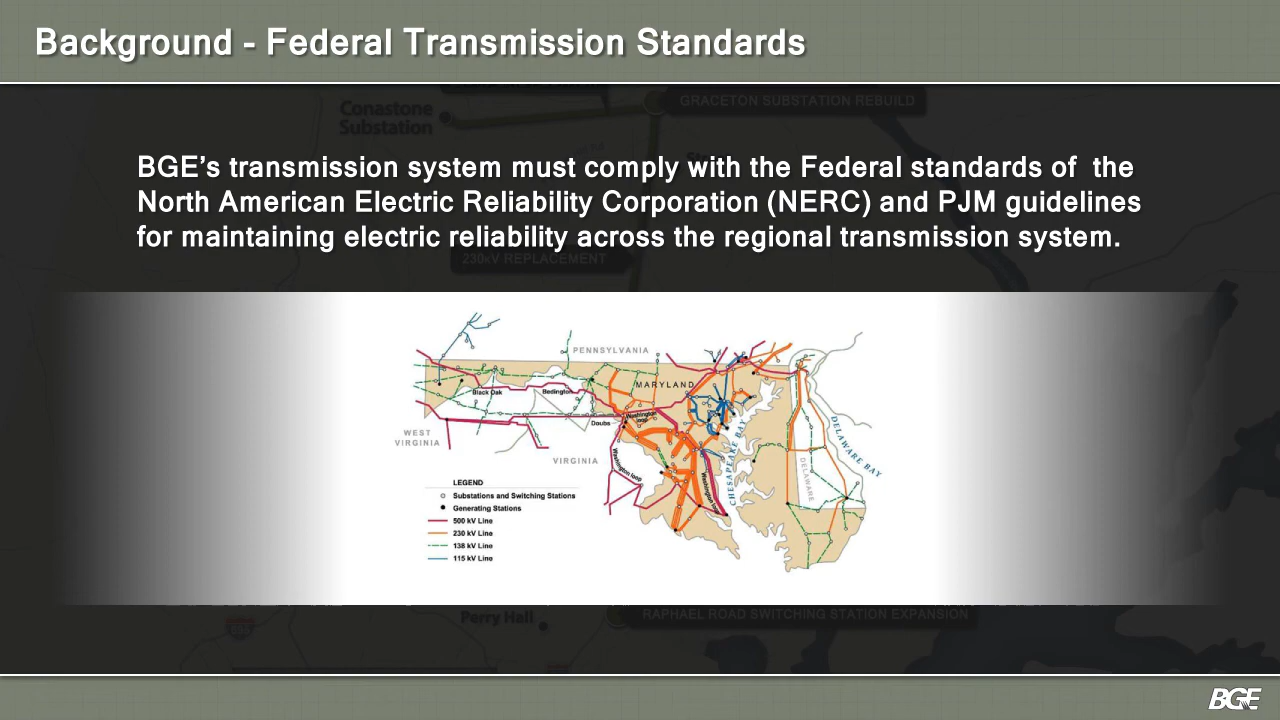 Background - Federal Transmission Standards
Conastone
Substation
GRACETON SUBSTATION REBUILD
BGE’s transmission system must comply with the Federal standards of the
North American Electric Reliability Corporation (NERC) and PJM guidelines
for maintaining electric reliability across the regional transmission system.
230kV REPLACEMENT
PENNSYLVANIA
MARYLAND
Black Oak
Bedington
Washington
loop
Doubs
WEST
VIRGINIA
VIRGINIA
Washington loop
CHESAPEAKE BAY
DELAWARE
DELAWARE BAY
LEGEND
Substations and Switching Stations
Generating Stations
500 kV Line
230 kV Line
138 kV Line
115 kV Line
Perry Hall
RAPHAEL ROAD SWITCHING STATION EXPANSION
BGE